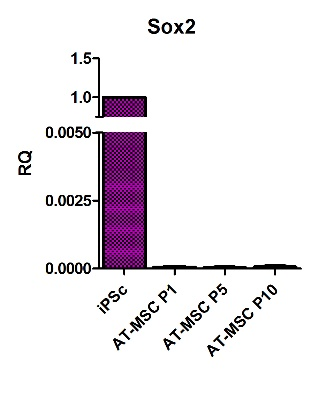 Sox2
RQ
1.5
1.0
0.0050
0.0025
0.0000
iPSc
AT-MSC P1
AT-MSC P5
AT-MSC P10